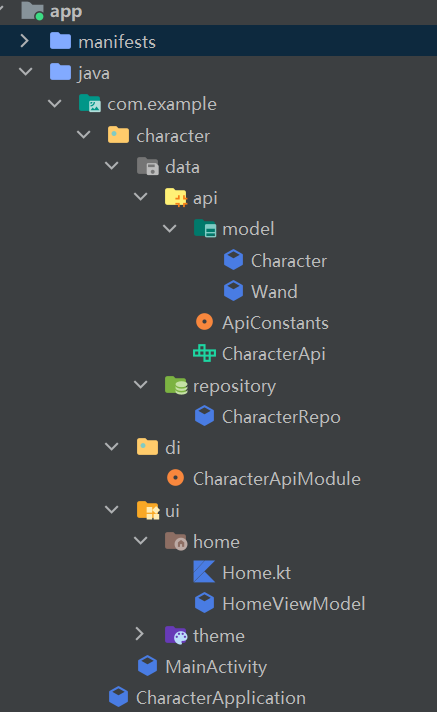 app
manifests
java
com.example
character
data
api
model
Character
Wand
ApiConstants
CharacterApi
repository
CharacterRepo
di
CharacterApiModule
ui
home
Home.kt
HomeViewModel
theme
MainActivity
CharacterApplication